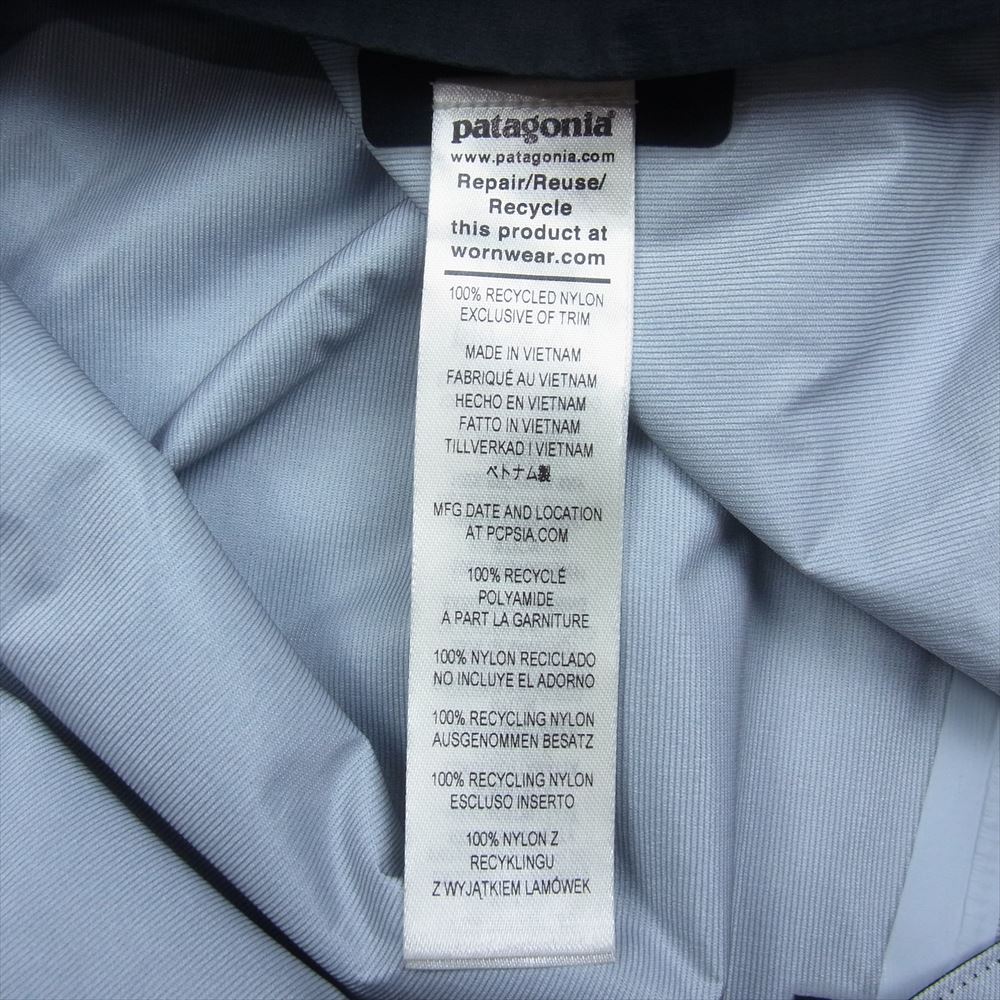 patagonia®
www.patagonia.com
Repair/Reuse/
Recycle
this product at
wornwear.com
100% RECYCLED NYLON
EXCLUSIVE OF TRIM
MADE IN VIETNAM
FABRIQUÉ AU VIETNAM
HECHO EN VIETNAM
FATTO IN VIETNAM
TILLVERKAD I VIETNAM
ベトナム製
MFG DATE AND LOCATION
AT PCPSIA.COM
100% RECYCLÉ
POLYAMIDE
A PART LA GARNITURE
100% NYLON RECICLADO
NO INCLUYE EL ADORNO
100% RECYCLING NYLON
AUSGENOMMEN BESATZ
100% RECYCLING NYLON
ESCLUSO INSERTO
100% NYLON Z
RECYKLINGU
Z WYJĄTKIEM LAMÓWEK